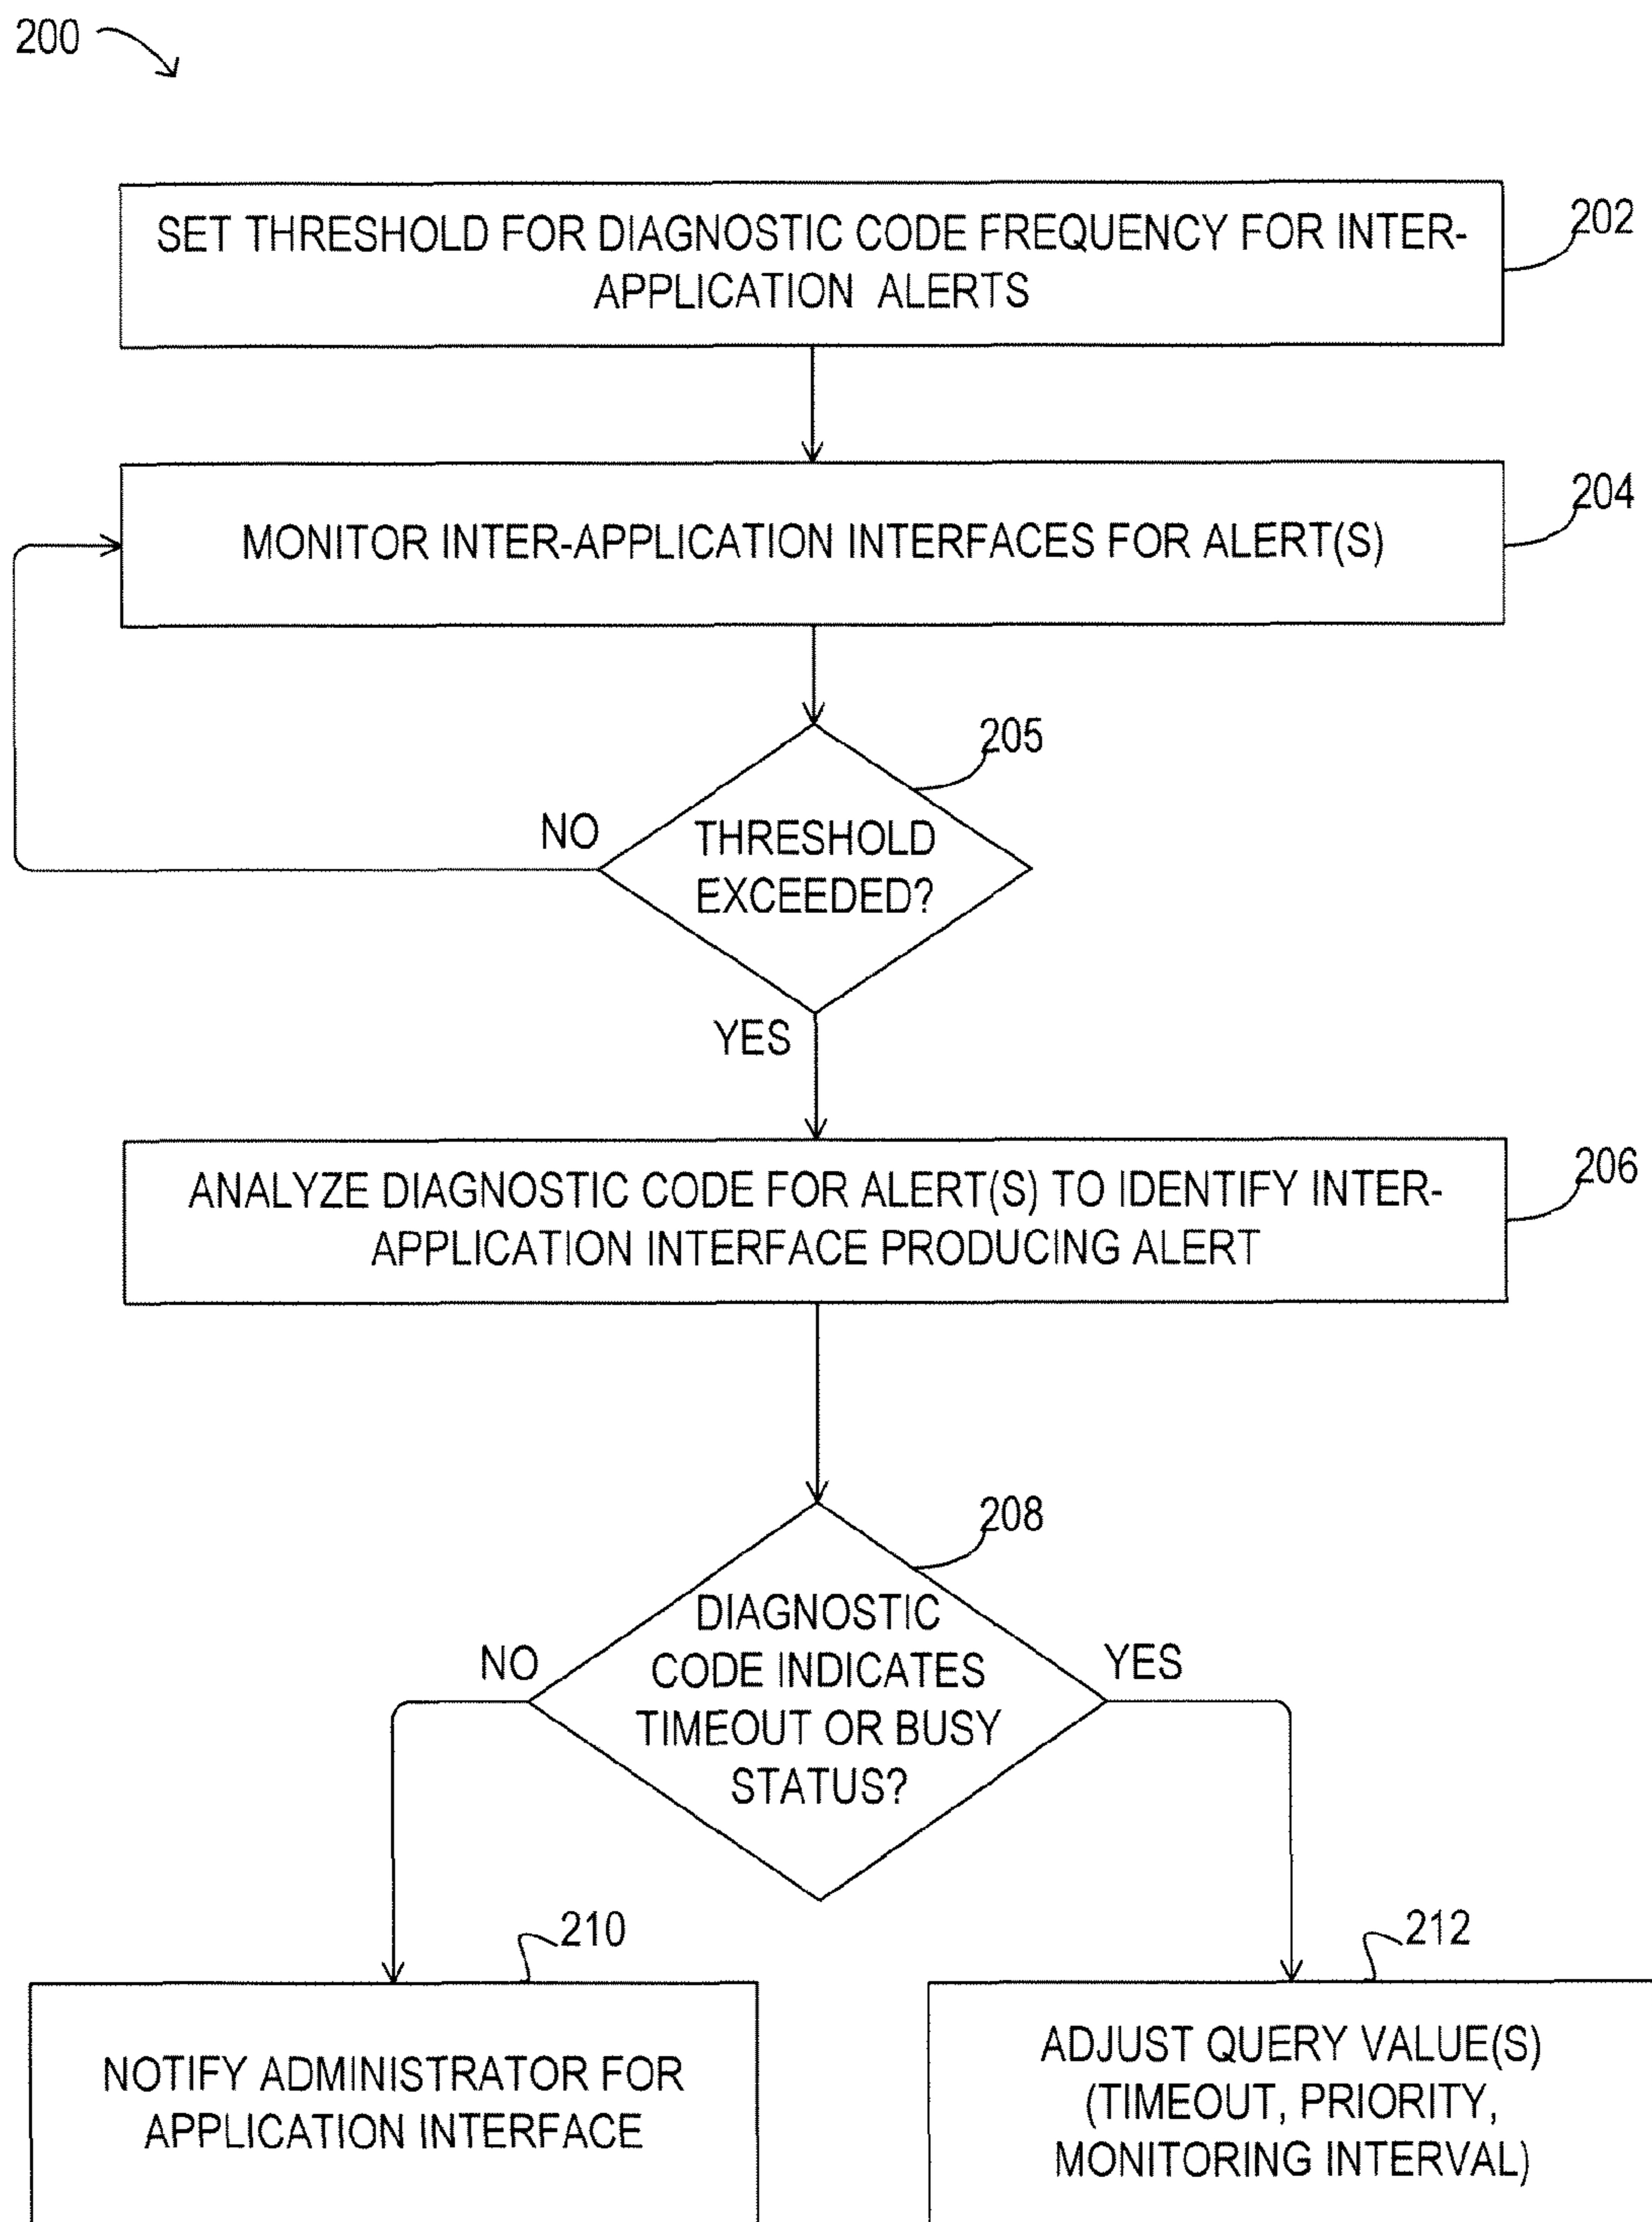 200
SET THRESHOLD FOR DIAGNOSTIC CODE FREQUENCY FOR INTER-
APPLICATION ALERTS
202
MONITOR INTER-APPLICATION INTERFACES FOR ALERT(S)
204
205
THRESHOLD
EXCEEDED?
NO
YES
ANALYZE DIAGNOSTIC CODE FOR ALERT(S) TO IDENTIFY INTER-
APPLICATION INTERFACE PRODUCING ALERT
206
208
DIAGNOSTIC
CODE INDICATES
TIMEOUT OR BUSY
STATUS?
NO
YES
210
NOTIFY ADMINISTRATOR FOR
APPLICATION INTERFACE
212
ADJUST QUERY VALUE(S)
(TIMEOUT, PRIORITY,
MONITORING INTERVAL)